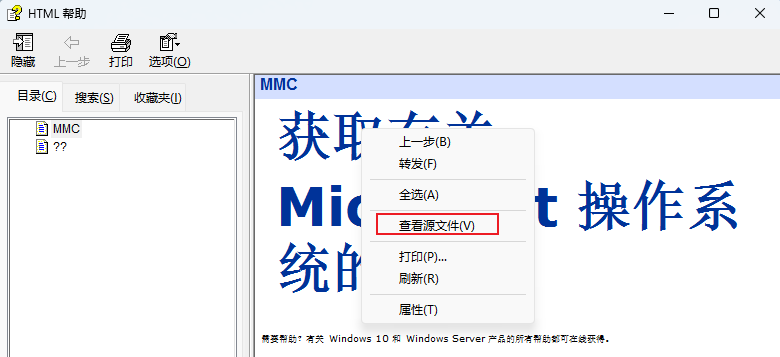 HTML 帮助
隐藏 上一步 打印 选项(O)
目录(C) 搜索(S) 收藏夹(I)
MMC
??
MMC
获取有关
Mic t 操作系
统的
上一步(B)
转发(F)
全选(A)
查看源文件(V)
打印(P)...
刷新(R)
属性(T)
需要帮助? 有关 Windows 10 和 Windows Server 产品的所有帮助都可在线获得。